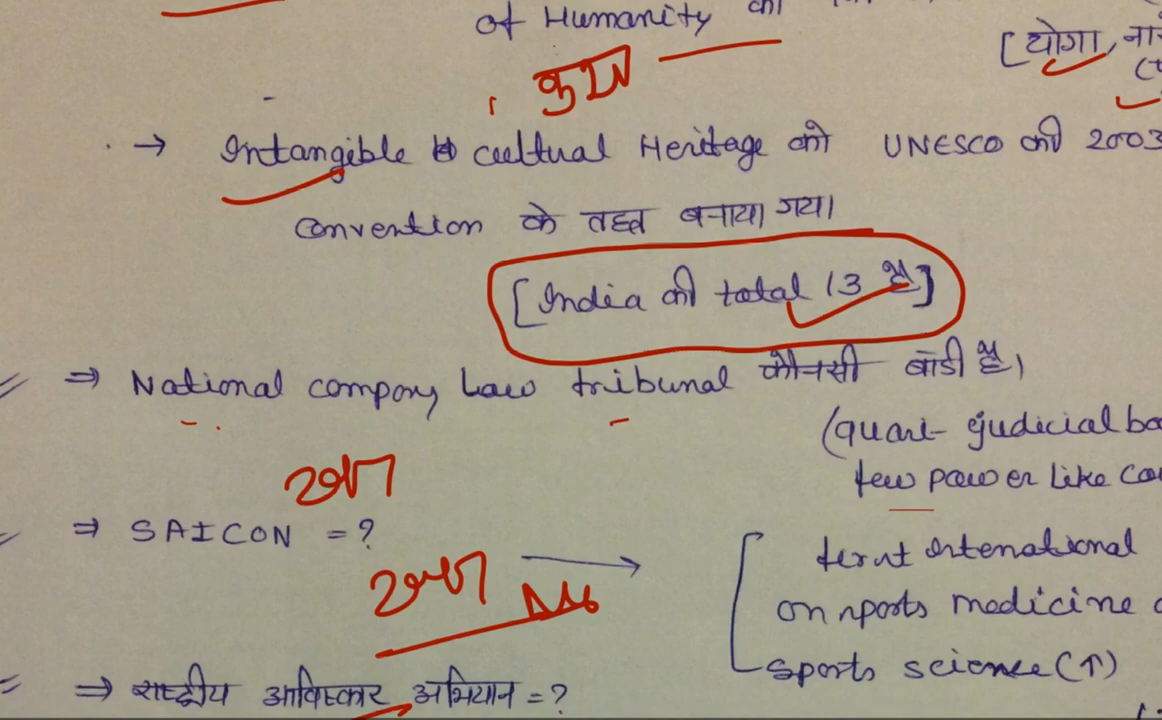 of Humanity का
[योगा,
कुम्भ
→ Intangible cultural Heritage को UNESCO की 2003
convention के तहत बनाया गया।
[India की total 13 है]
⇒ National company Law tribunal कौनसी बॉडी है।
(quasi- judicial
few power like
2017
⇒ SAICON = ?
first International
2017
on sports medicine
sports science (↑)
⇒ राष्ट्रीय आविष्कार अभियान = ?